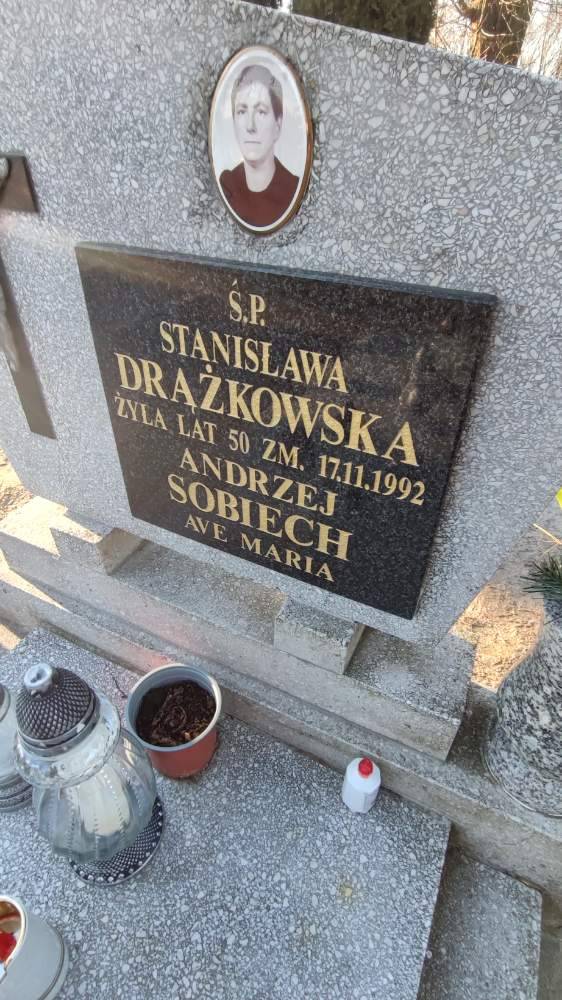 Ś.P.
STANISŁAWA
DRĄŻKOWSKA
ŻYŁA LAT 50 ZM. 17.11.1992
ANDRZEJ
SOBIECH
AVE MARIA